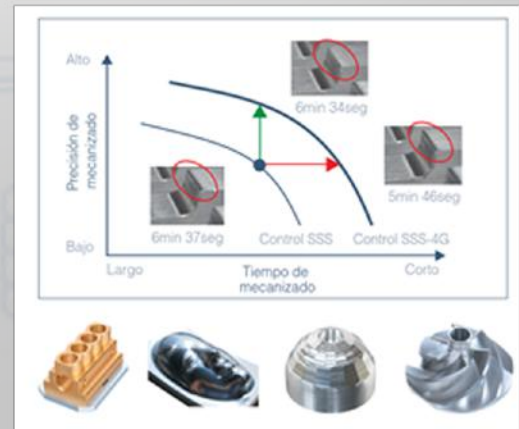 Alto
6min 34seg
Precisión de
mecanizado
5min 46seg
6min 37seg
Control SSS
Control SSS-4G
Bajo
Largo
Tiempo de
mecanizado
Corto